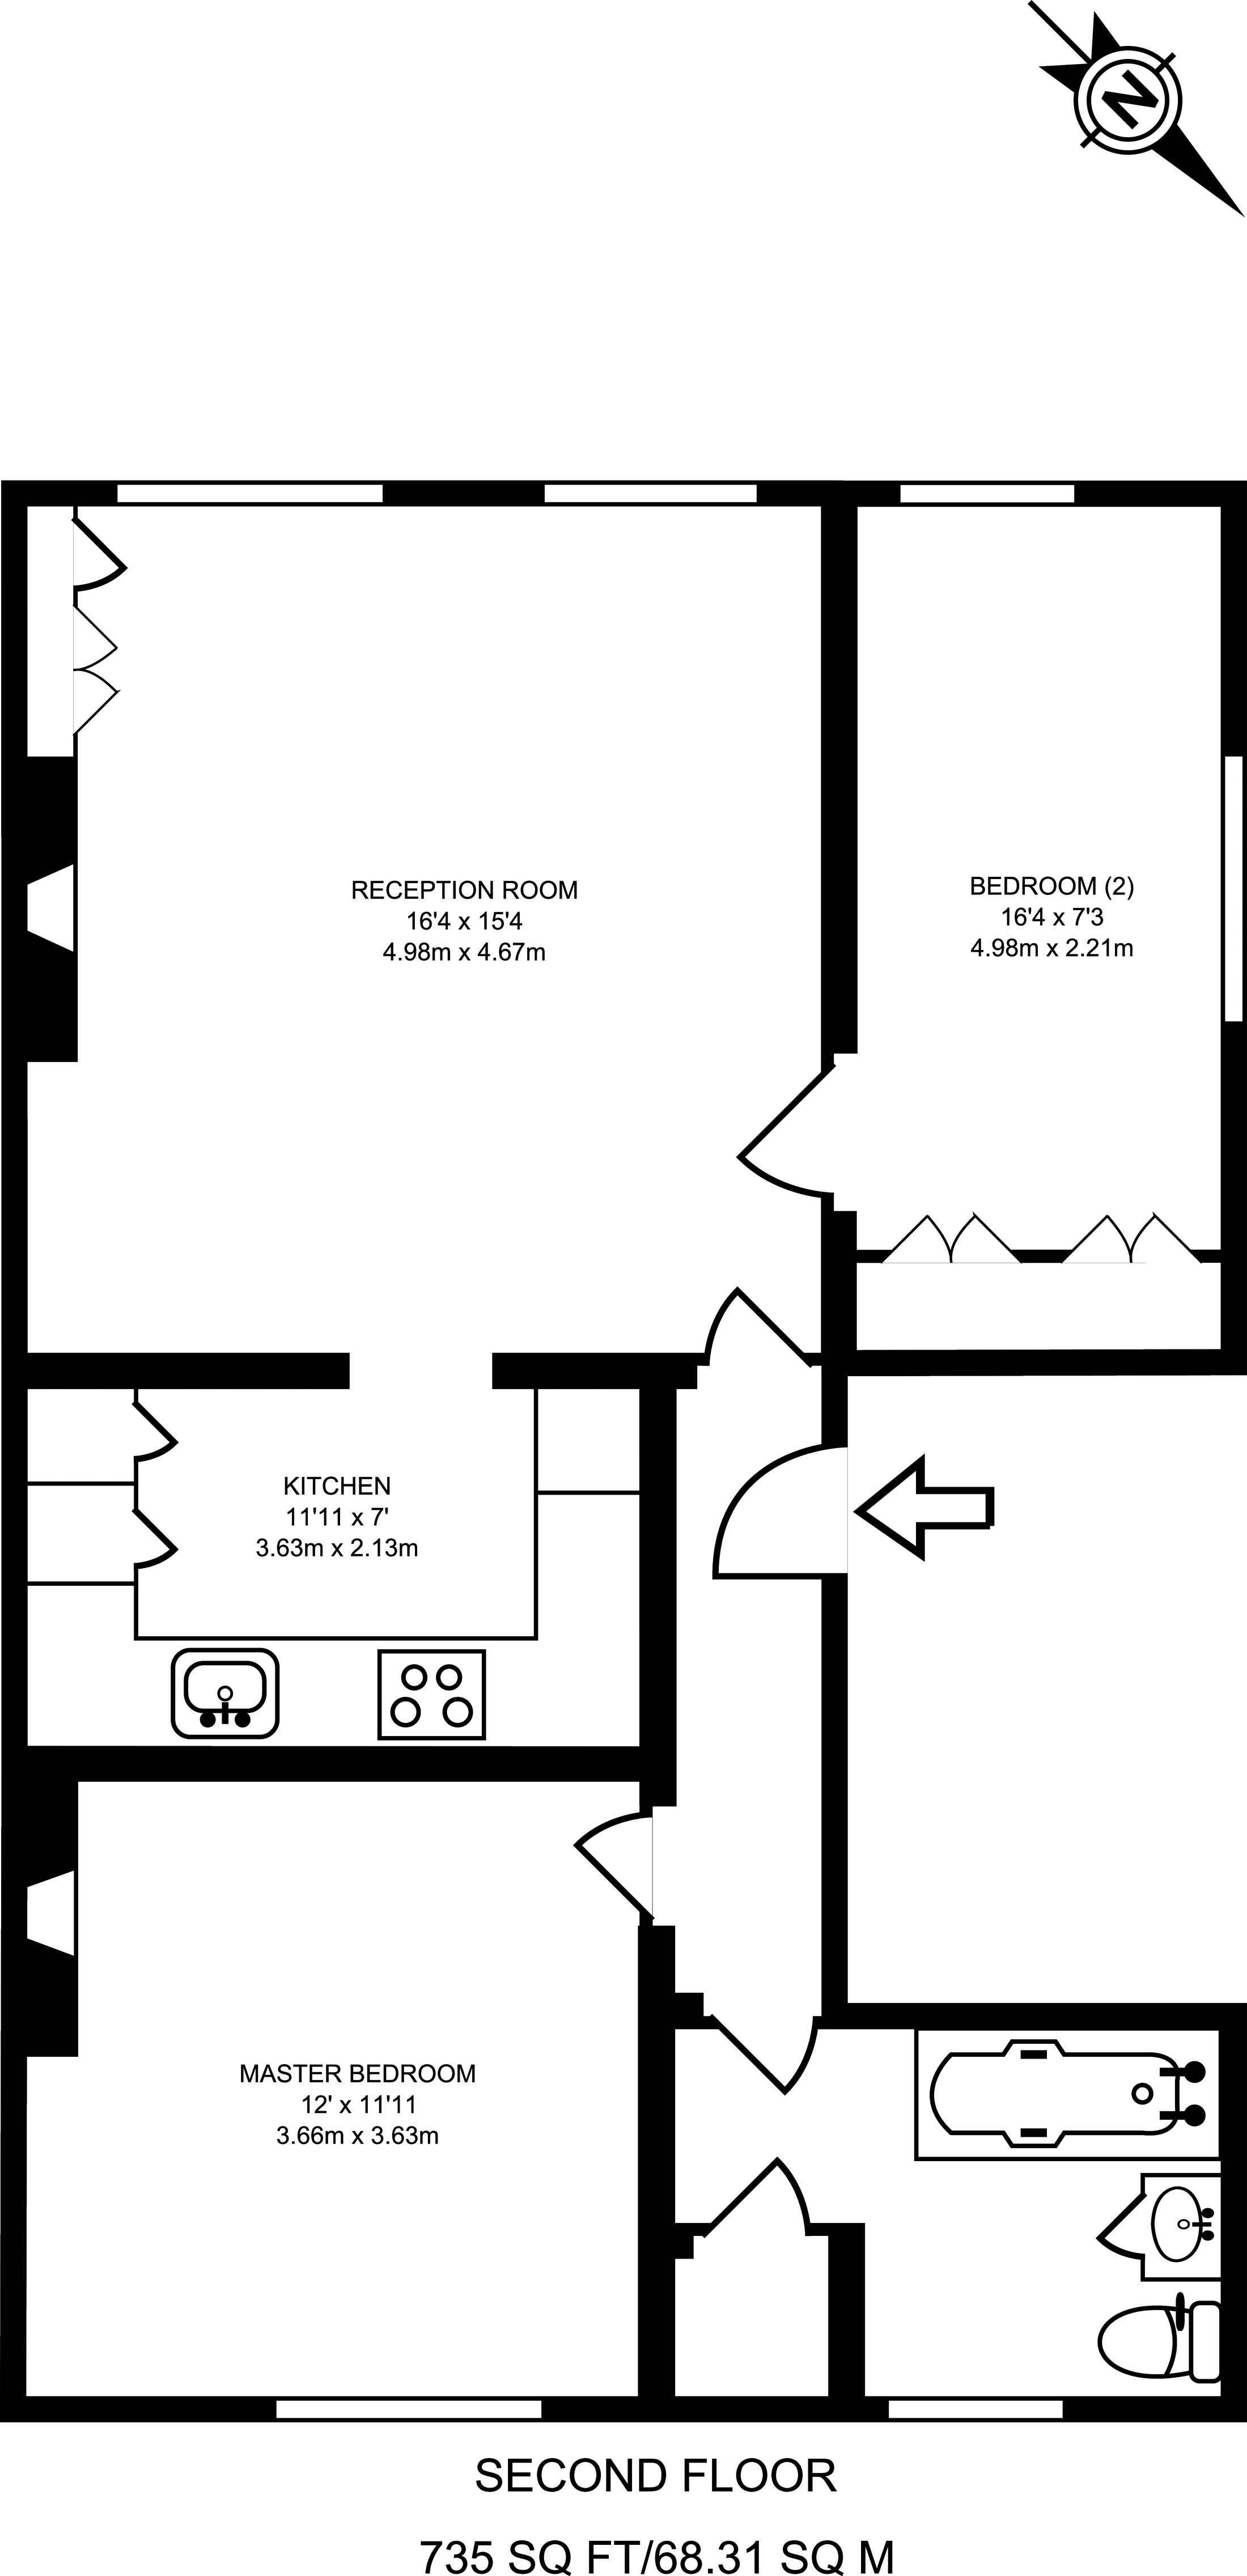 N
RECEPTION ROOM
16'4 x 15'4
4.98m x 4.67m
BEDROOM (2)
16'4 x 7'3
4.98m x 2.21m
KITCHEN
11'11 x 7'
3.63m x 2.13m
MASTER BEDROOM
12' x 11'11
3.66m x 3.63m
SECOND FLOOR
735 SQ FT/68.31 SQ M